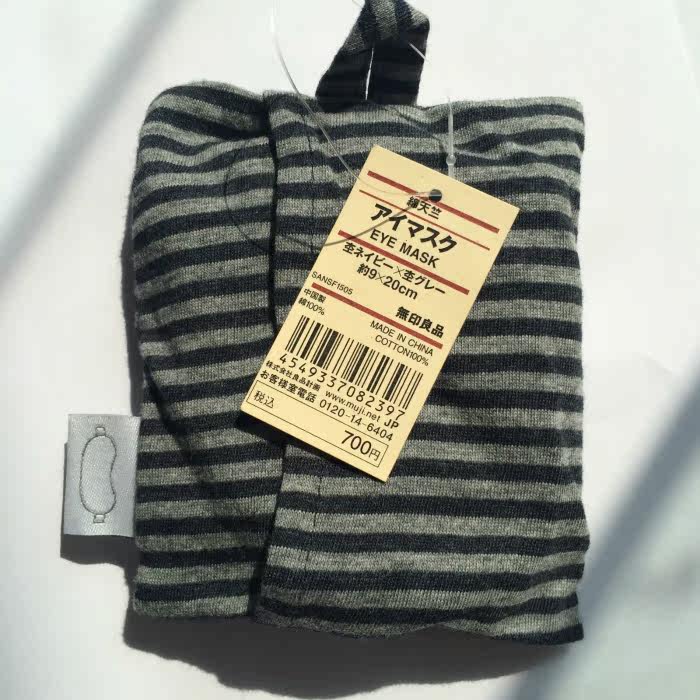 綿天竺
アイマスク
EYE MASK
杢ネイビー×杢グレー
約9×20cm
SANSF1505
中国製
綿100%
無印良品
MADE IN CHINA
COTTON100%
4549337082397
株式会社良品計画 www.muji.net JP
お客様室電話 0120-14-6404
税込
700円